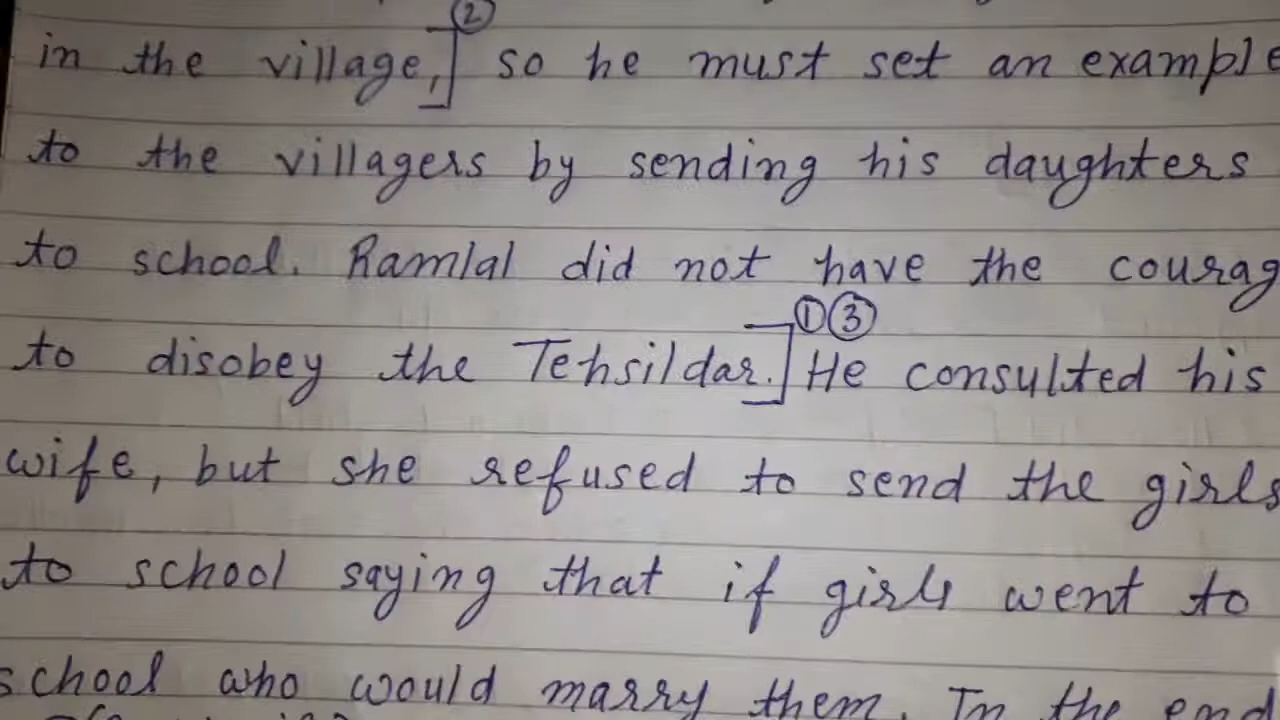 ②
in the village,] so he must set an example
to the villagers by sending his daughters
to school. Ramlal did not have the courag
①③
to disobey the Tehsildar.] He consulted his
wife, but she refused to send the girls
to school saying that if girls went to
school who would marry them. In the end